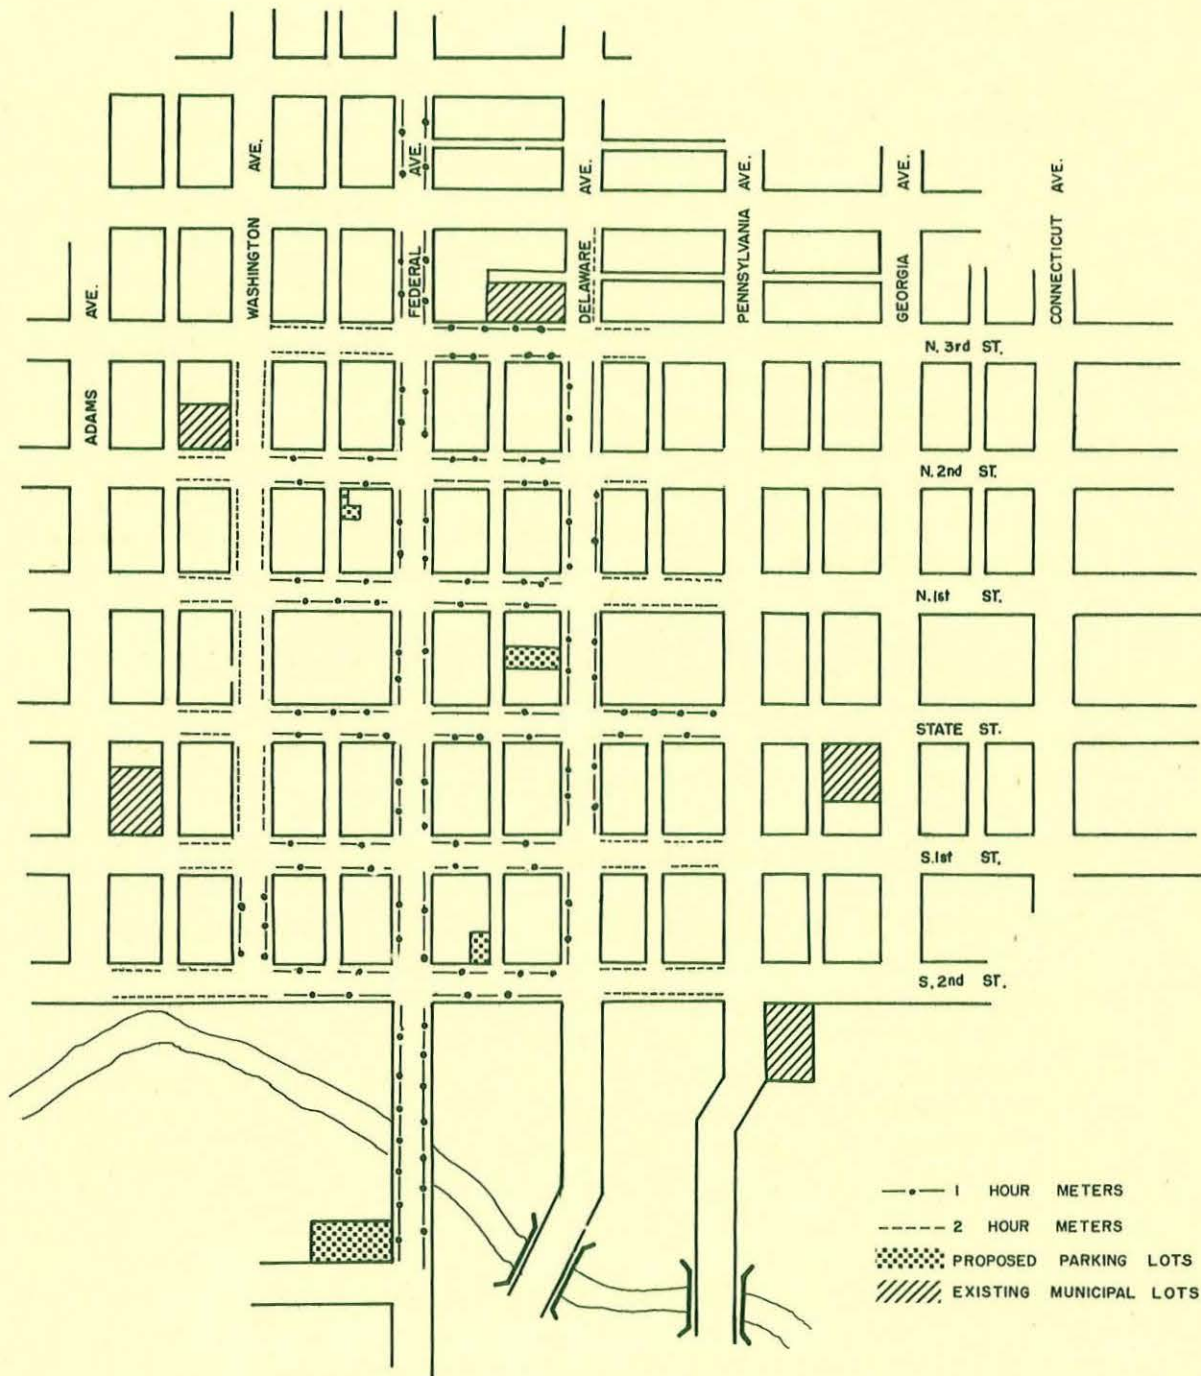 WASHINGTON AVE.
FEDERAL AVE.
DELAWARE AVE.
PENNSYLVANIA AVE.
GEORGIA AVE.
CONNECTICUT AVE.
ADAMS AVE.
N. 3rd ST.
N. 2nd ST.
N. 1st ST.
STATE ST.
S. 1st ST.
S. 2nd ST.
1 HOUR METERS
2 HOUR METERS
PROPOSED PARKING LOTS
EXISTING MUNICIPAL LOTS